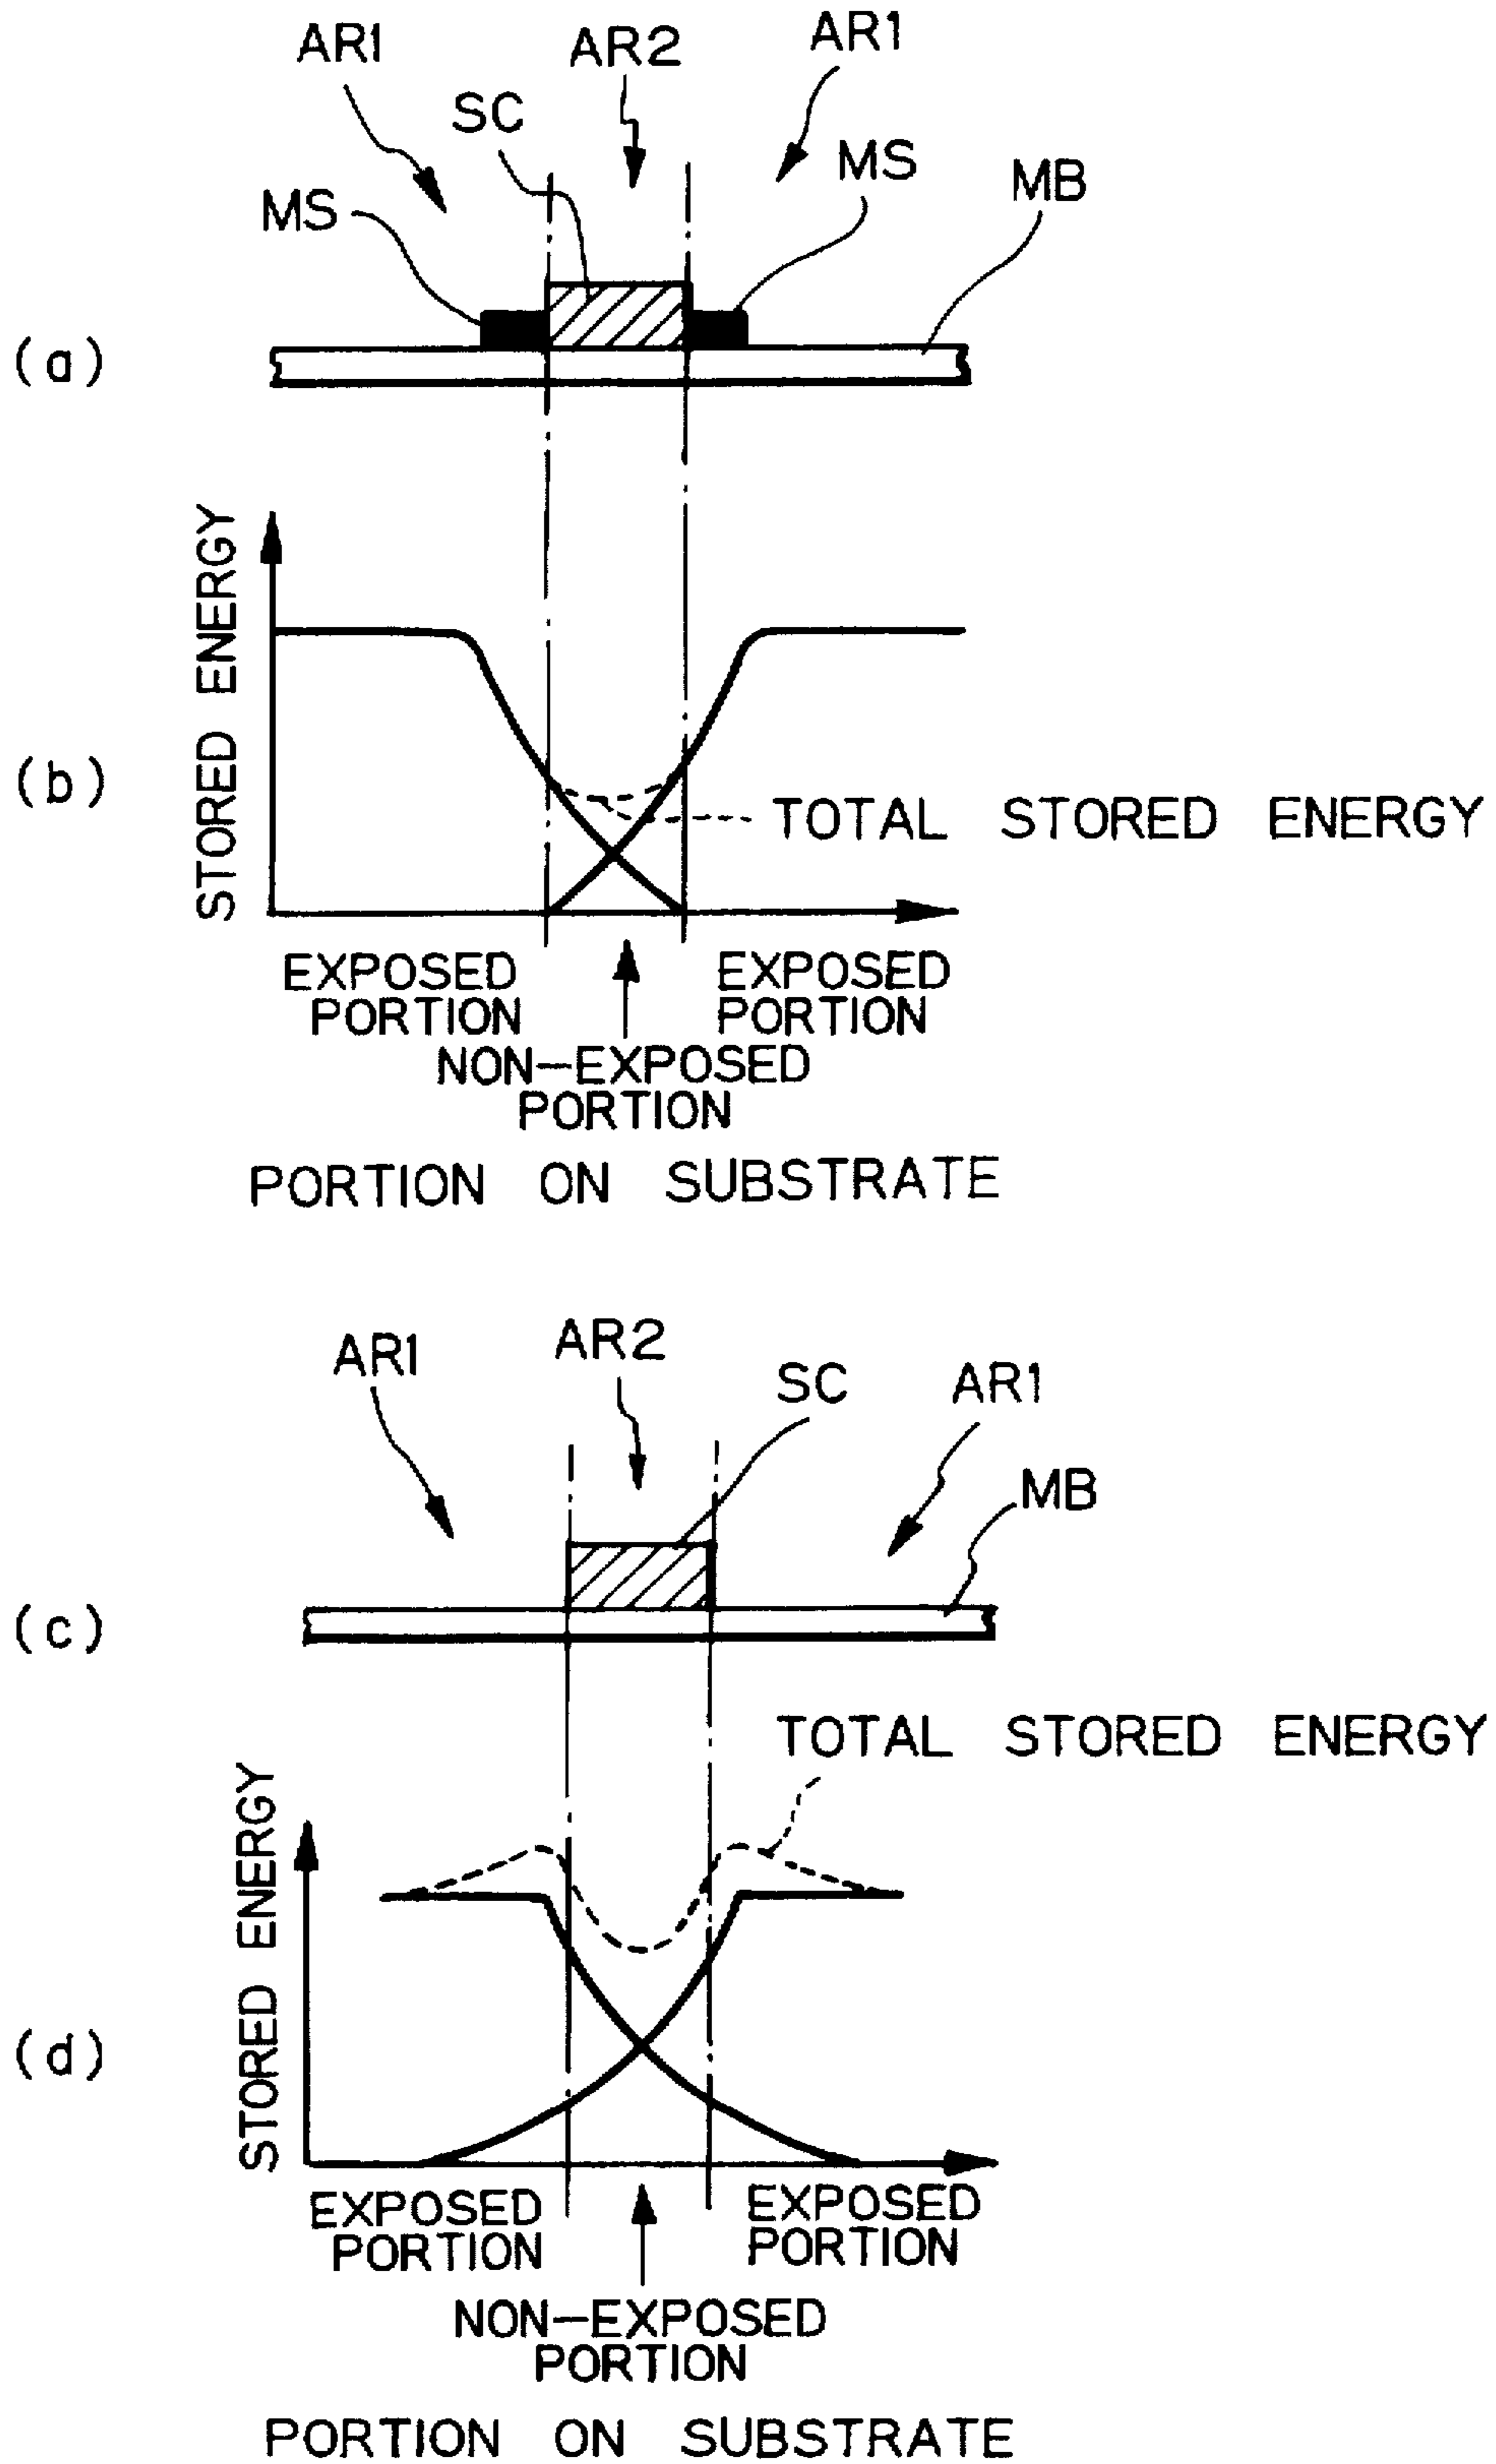 AR1
AR2
AR1
SC
MS
MS
MB
(a)
STORED ENERGY
(b)
TOTAL STORED ENERGY
EXPOSED
PORTION
EXPOSED
PORTION
NON-EXPOSED
PORTION
PORTION ON SUBSTRATE
AR1
AR2
SC
AR1
MB
(c)
TOTAL STORED ENERGY
STORED ENERGY
(d)
EXPOSED
PORTION
EXPOSED
PORTION
NON-EXPOSED
PORTION
PORTION ON SUBSTRATE